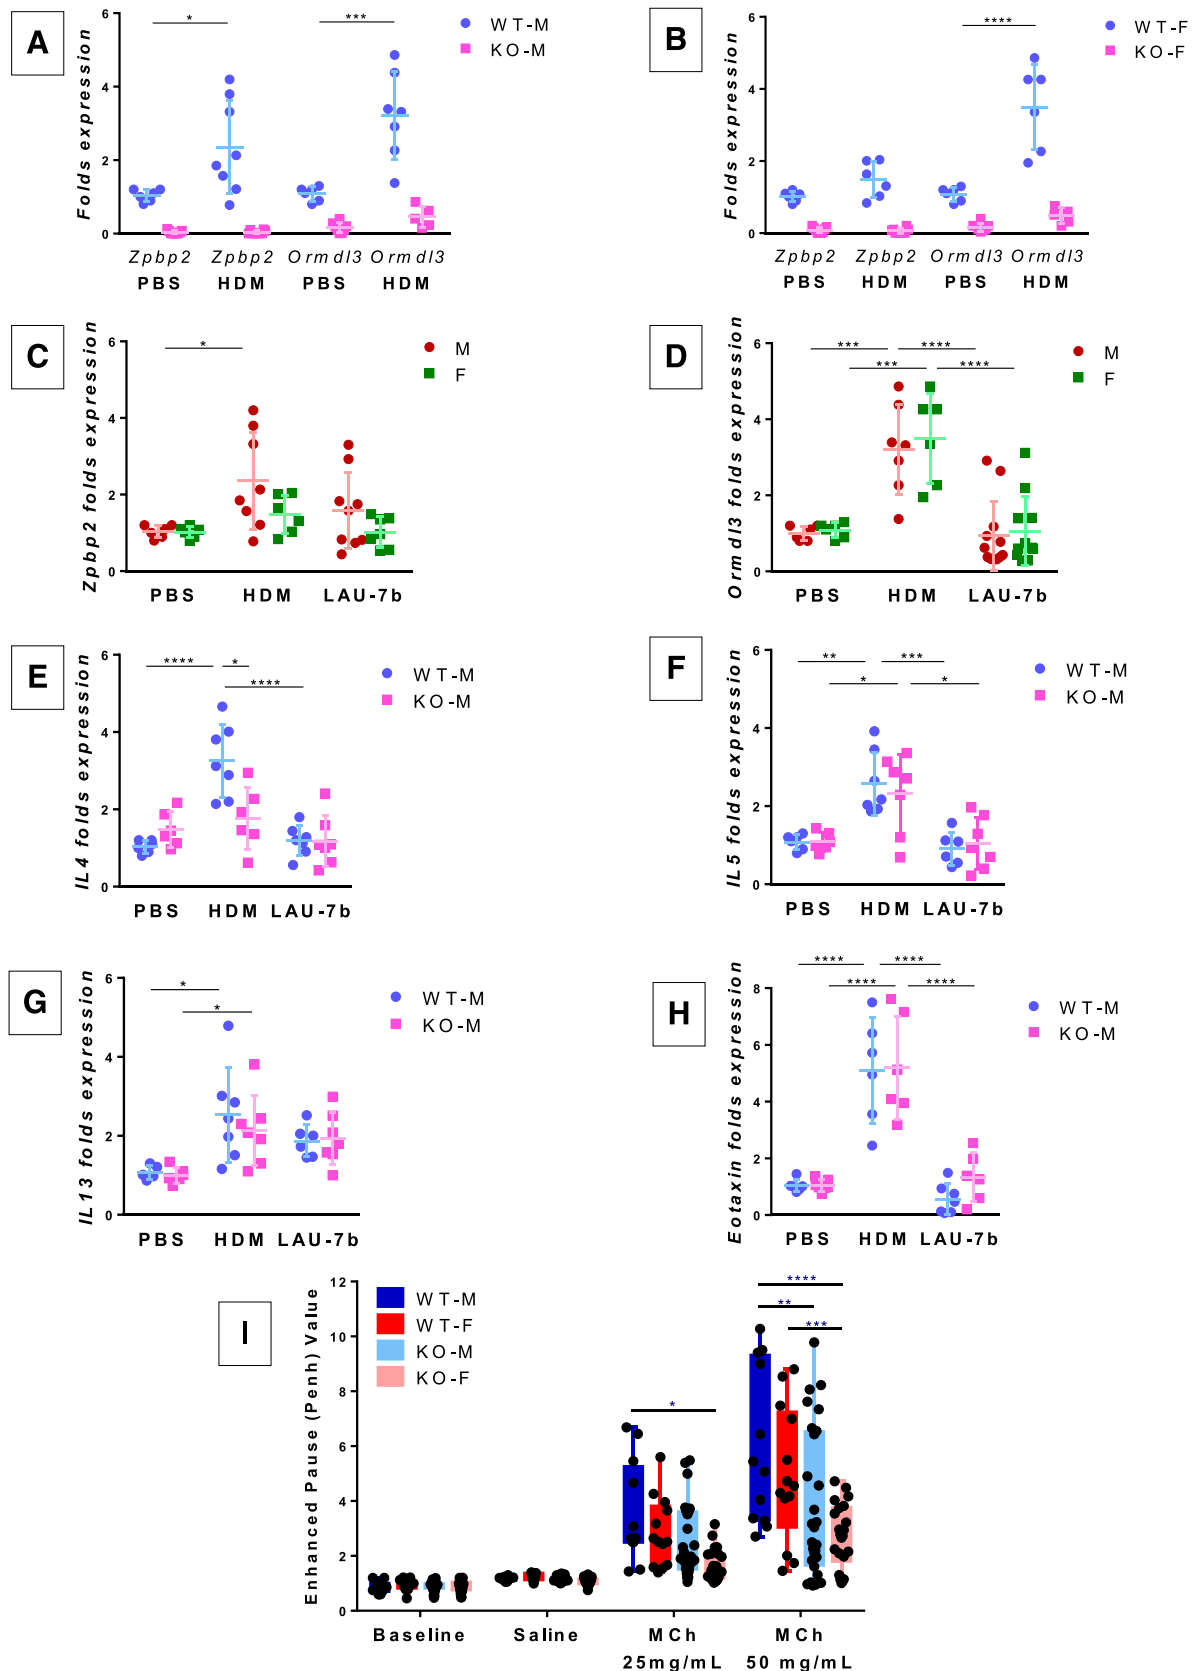 A
Folds expression
6
4
2
0
*
***
WT-M
KO-M
Zpbp2 Zpbp2 Ormdl3 Ormdl3
PBS HDM PBS HDM
B
Folds expression
6
4
2
0
****
WT-F
KO-F
Zpbp2 Zpbp2 Ormdl3 Ormdl3
PBS HDM PBS HDM
C
Zpbp2 folds expression
6
4
2
0
*
M
F
PBS HDM LAU-7b
D
Ormdl3 folds expression
6
4
2
0
*** ****
*** ****
M
F
PBS HDM LAU-7b
E
IL4 folds expression
6
4
2
0
**** *
****
WT-M
KO-M
PBS HDM LAU-7b
F
IL5 folds expression
6
4
2
0
** ***
* *
WT-M
KO-M
PBS HDM LAU-7b
G
IL13 folds expression
6
4
2
0
*
*
WT-M
KO-M
PBS HDM LAU-7b
H
Eotaxin folds expression
8
6
4
2
0
**** ****
**** ****
WT-M
KO-M
PBS HDM LAU-7b
I
Enhanced Pause (Penh) Value
12
10
8
6
4
2
0
WT-M
WT-F
KO-M
KO-F
*
****
**
***
Baseline Saline MCh MCh
25mg/mL 50 mg/mL